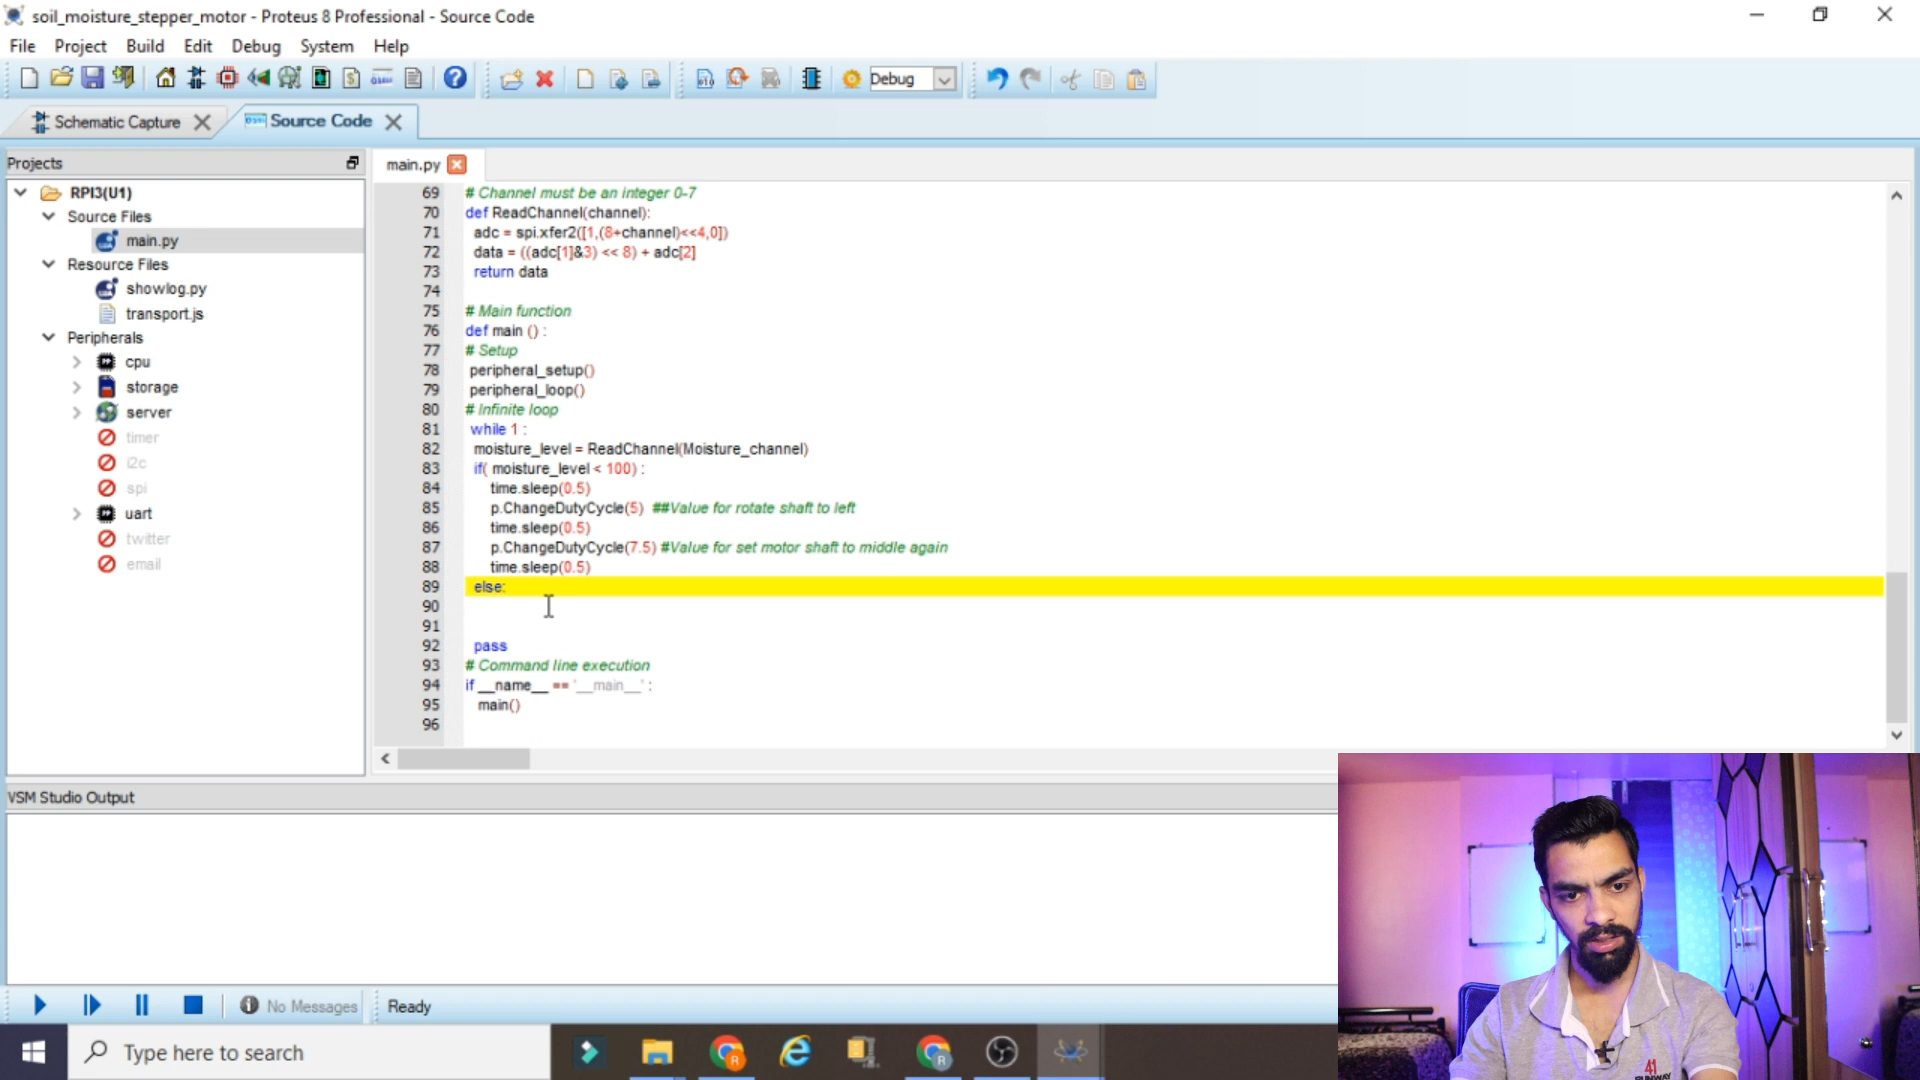 soil_moisture_stepper_motor - Proteus 8 Professional - Source Code
File Project Build Edit Debug System Help
Debug
Schematic Capture
Source Code
Projects
main.py
RPI3(U1)
Source Files
main.py
Resource Files
showlog.py
transport.js
Peripherals
cpu
storage
server
timer
i2c
spi
uart
twitter
email
69 # Channel must be an integer 0-7
70 def ReadChannel(channel):
71 adc = spi.xfer2([1,(8+channel)<<4,0])
72 data = ((adc[1]&3) << 8) + adc[2]
73 return data
74
75 # Main function
76 def main () :
77 # Setup
78 peripheral_setup()
79 peripheral_loop()
80 # Infinite loop
81 while 1 :
82 moisture_level = ReadChannel(Moisture_channel)
83 if( moisture_level < 100) :
84 time.sleep(0.5)
85 p.ChangeDutyCycle(5) ##Value for rotate shaft to left
86 time.sleep(0.5)
87 p.ChangeDutyCycle(7.5) #Value for set motor shaft to middle again
88 time.sleep(0.5)
89 else:
90
91
92 pass
93 # Command line execution
94 if __name__ == '__main__' :
95 main()
96
VSM Studio Output
No Messages
Ready
Type here to search
41
RUNWAY